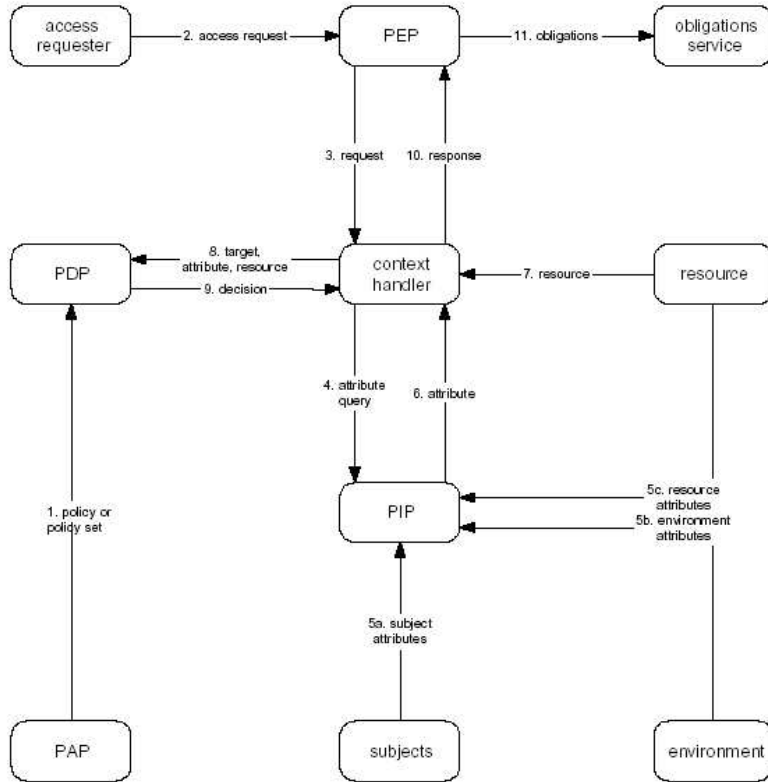 access
requester
2. access request
PEP
11. obligations
obligations
service
3. request
10. response
PDP
8. target,
attribute, resource
9. decision
context
handler
7. resource
resource
4. attribute
query
6. attribute
1. policy or
policy set
PIP
5c. resource
attributes
5b. environment
attributes
5a. subject
attributes
PAP
subjects
environment